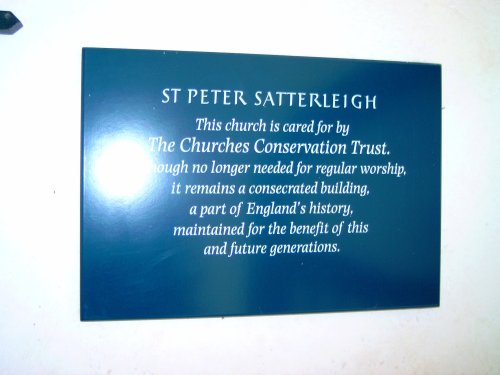 ST PETER SATTERLEIGH
This church is cared for by
The Churches Conservation Trust.
ough no longer needed for regular worship,
it remains a consecrated building,
a part of England's history,
maintained for the benefit of this
and future generations.